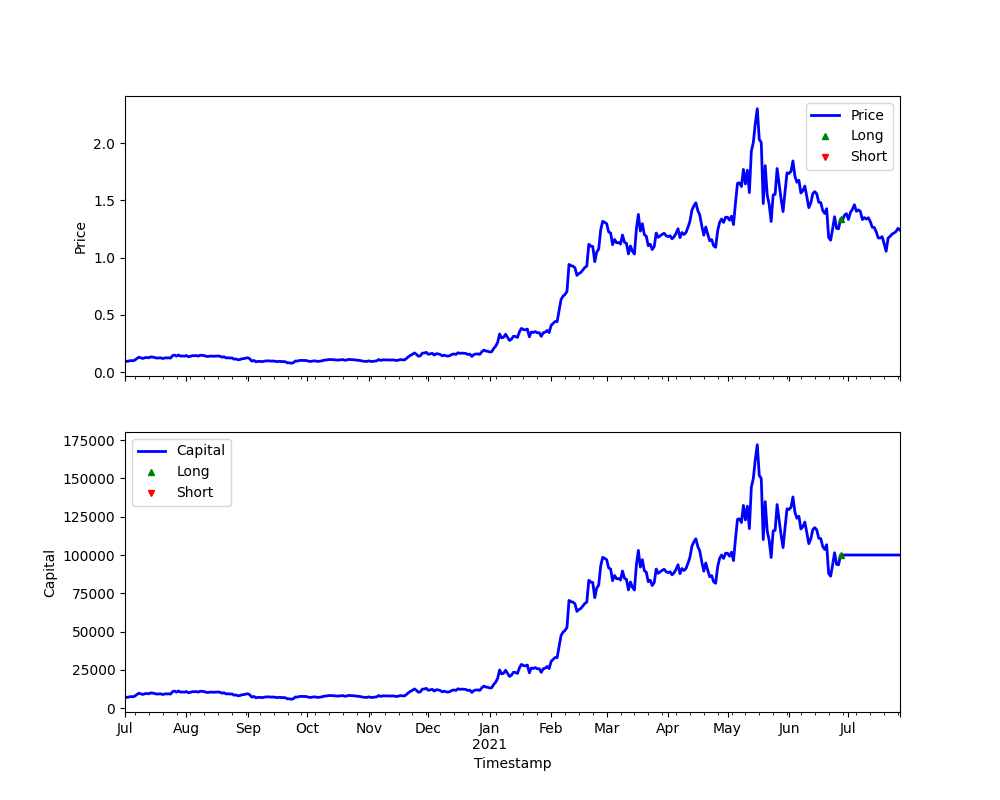 Price
Long
Short
2.0
1.5
1.0
0.5
0.0
Price
Capital
Long
Short
175000
150000
125000
100000
75000
50000
25000
0
Capital
Jul Aug Sep Oct Nov Dec Jan Feb Mar Apr May Jun Jul
2021
Timestamp